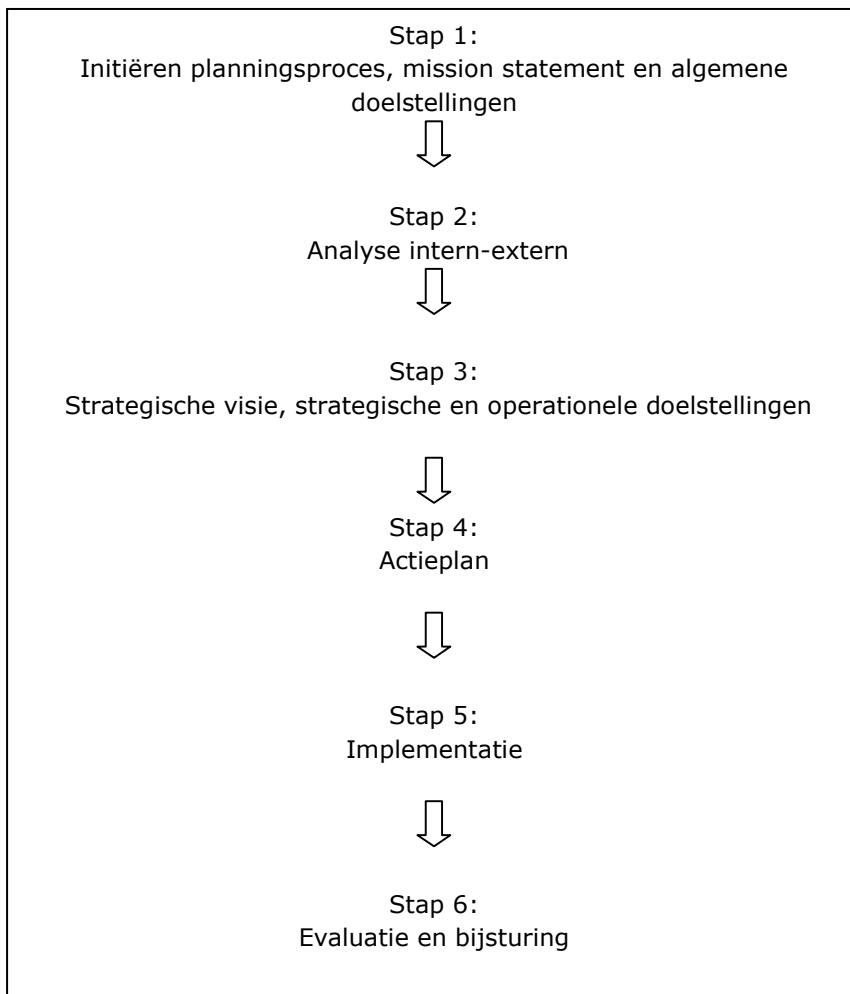 Stap 1:
Initiëren planningsproces, mission statement en algemene
doelstellingen
Stap 2:
Analyse intern-extern
Stap 3:
Strategische visie, strategische en operationele doelstellingen
Stap 4:
Actieplan
Stap 5:
Implementatie
Stap 6:
Evaluatie en bijsturing